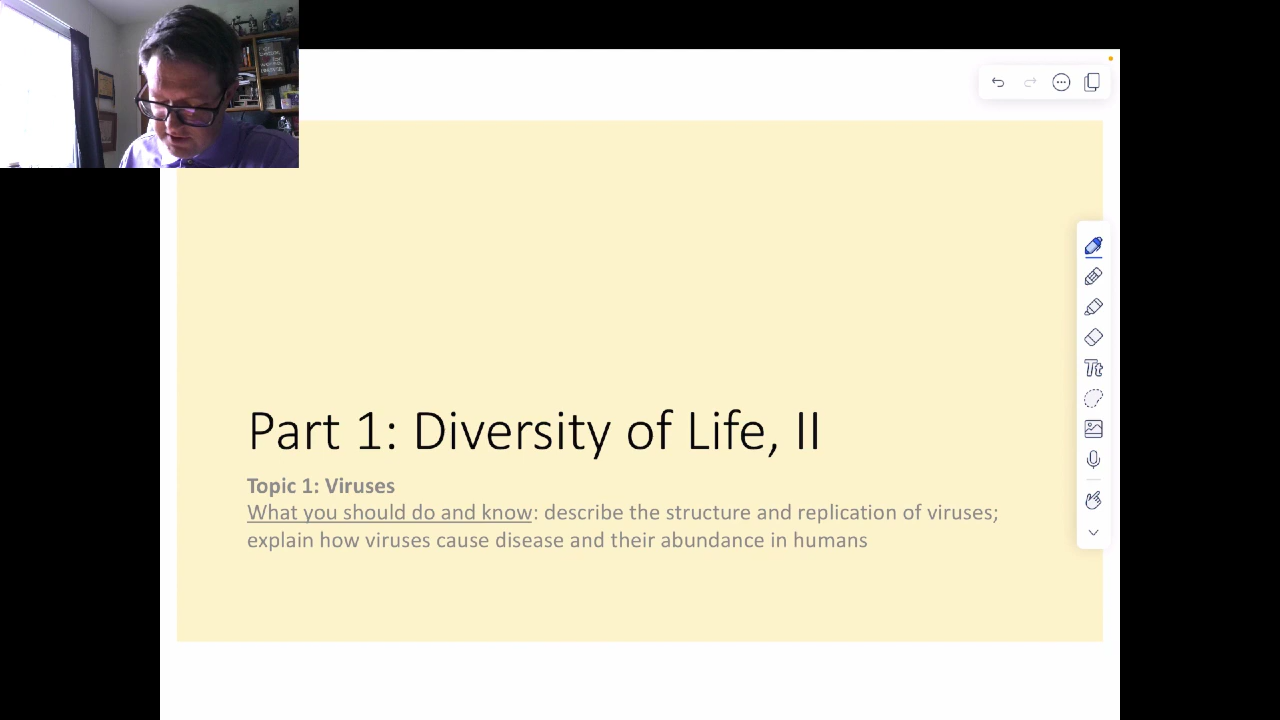 Part 1: Diversity of Life, II
Topic 1: Viruses
What you should do and know: describe the structure and replication of viruses;
explain how viruses cause disease and their abundance in humans
Tt